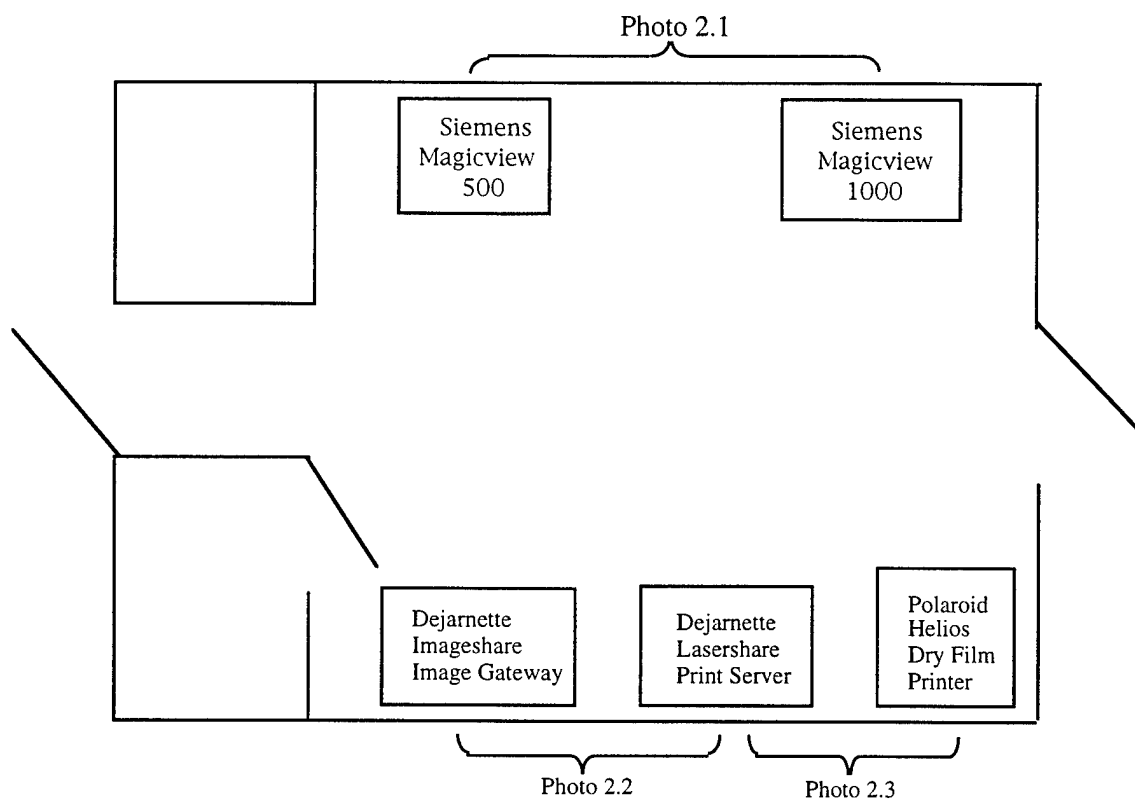 Photo 2.1
Siemens
Magicview
500
Siemens
Magicview
1000
Dejarnette
Imageshare
Image Gateway
Dejarnette
Lasershare
Print Server
Polaroid
Helios
Dry Film
Printer
Photo 2.2
Photo 2.3